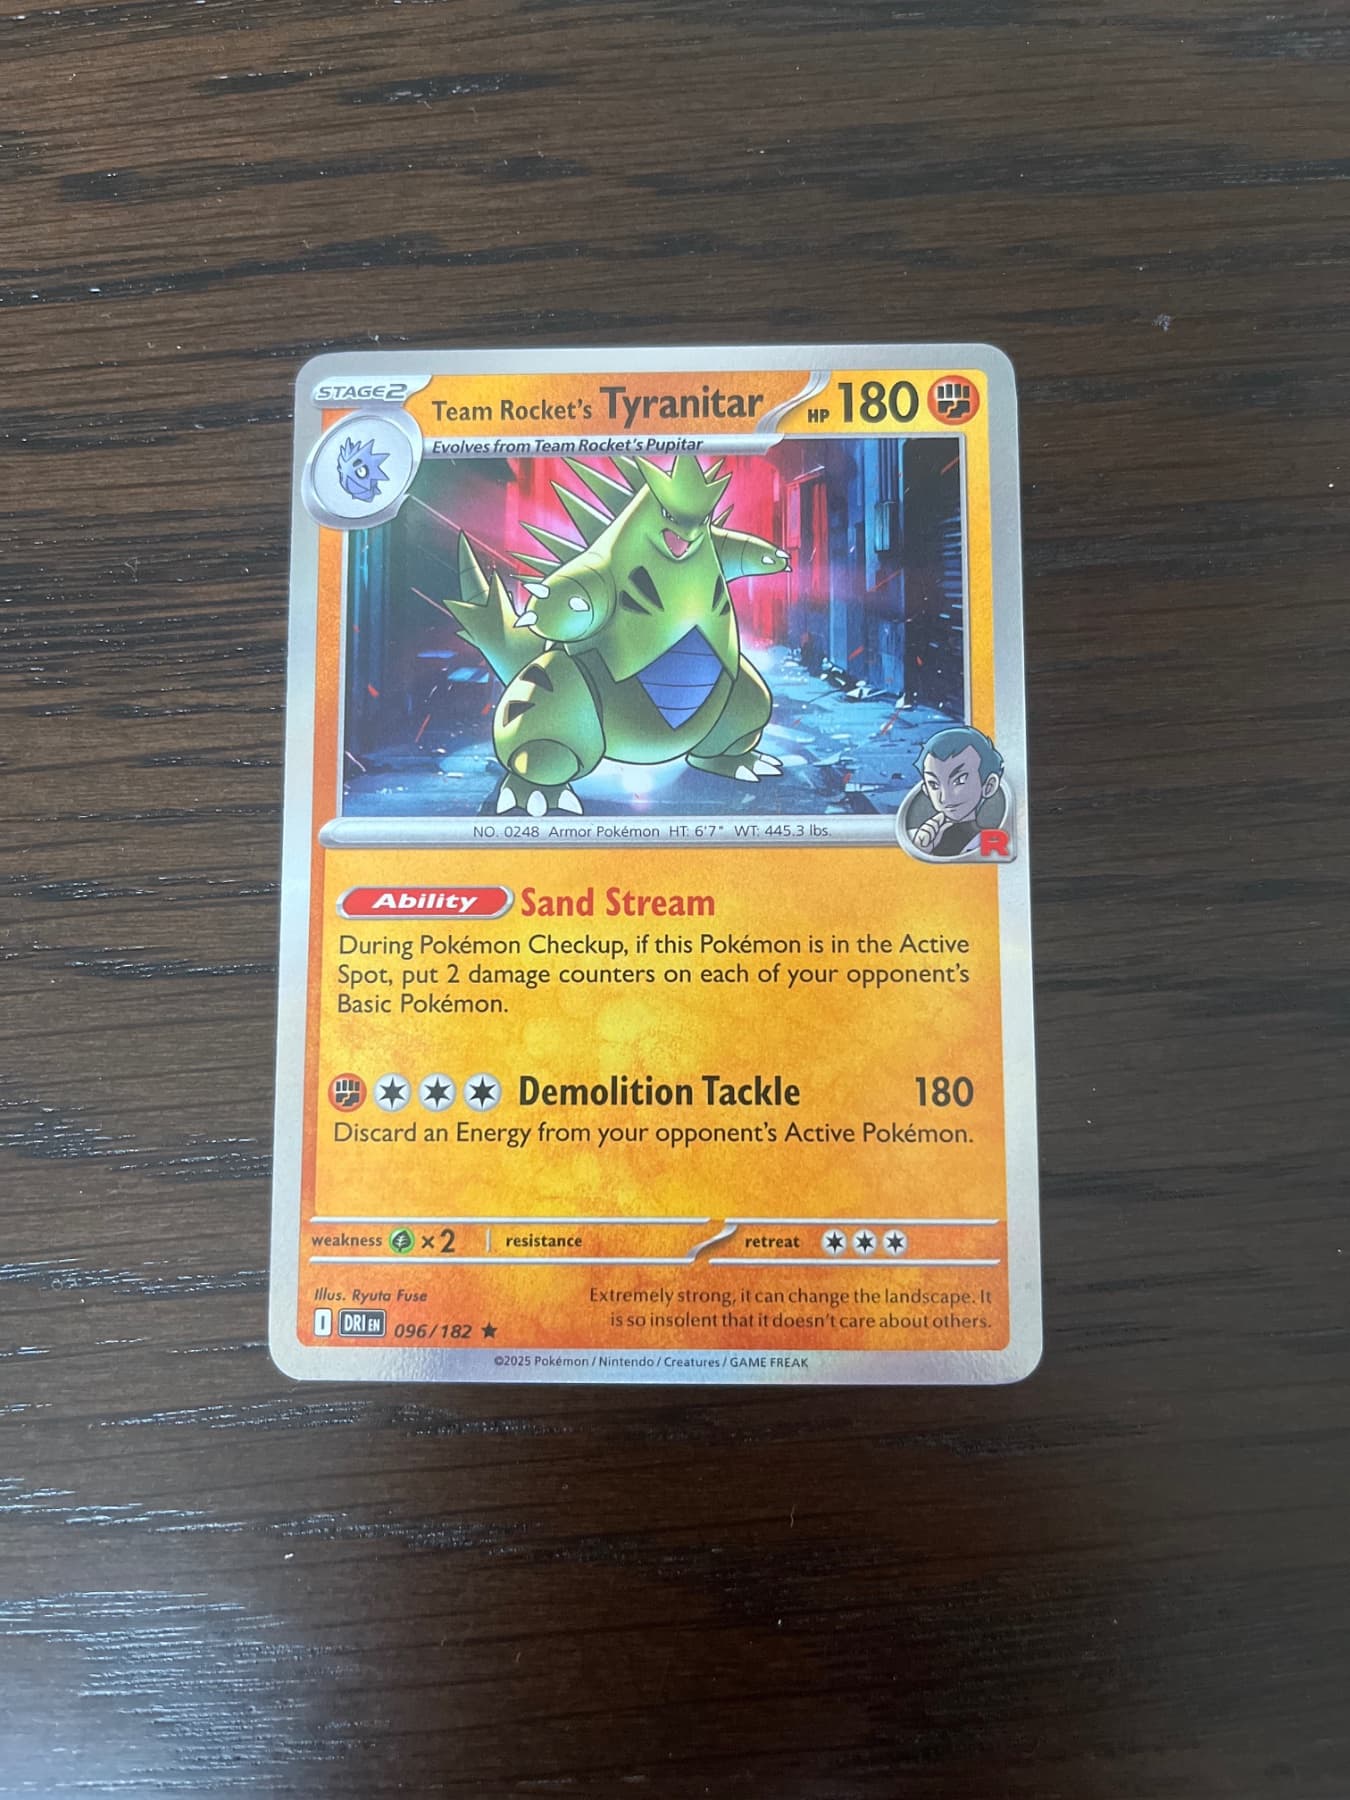 STAGE2
Team Rocket's Tyranitar HP 180
Evolves from Team Rocket's Pupitar
R
NO. 0248 Armor Pokémon HT: 6'7" WT: 445.3 lbs.
Ability Sand Stream
During Pokémon Checkup, if this Pokémon is in the Active
Spot, put 2 damage counters on each of your opponent's
Basic Pokémon.
Demolition Tackle 180
Discard an Energy from your opponent's Active Pokémon.
weakness ×2 resistance retreat
Illus. Ryuta Fuse
I DRI EN 096/182 ★
Extremely strong, it can change the landscape. It
is so insolent that it doesn't care about others.
©2025 Pokémon / Nintendo / Creatures / GAME FREAK